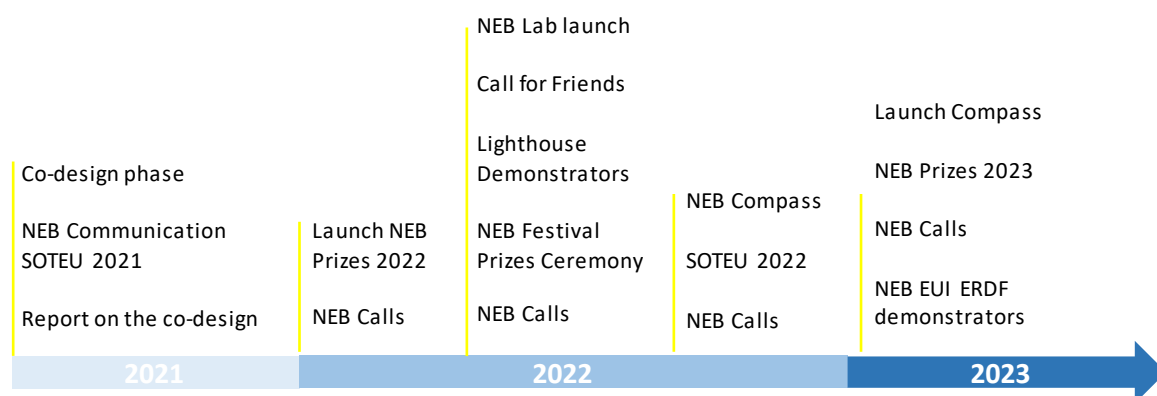 Co-design phase
NEB Communication
SOTEU 2021
Report on the co-design
Launch NEB
Prizes 2022
NEB Calls
NEB Lab launch
Call for Friends
Lighthouse
Demonstrators
NEB Festival
Prizes Ceremony
NEB Calls
NEB Compass
SOTEU 2022
NEB Calls
Launch Compass
NEB Prizes 2023
NEB Calls
NEB EUI ERDF
demonstrators
2021
2022
2023